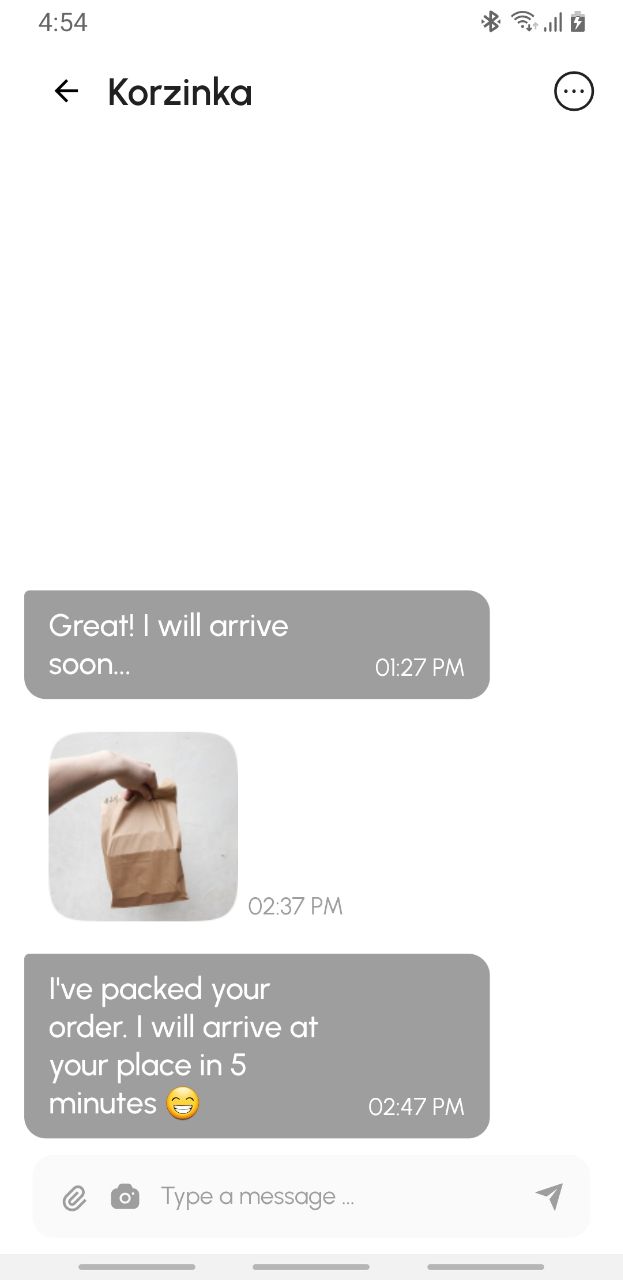 4:54
Korzinka
Great! I will arrive
soon...
01:27 PM
02:37 PM
I've packed your
order. I will arrive at
your place in 5
minutes 😁
02:47 PM
Type a message ...